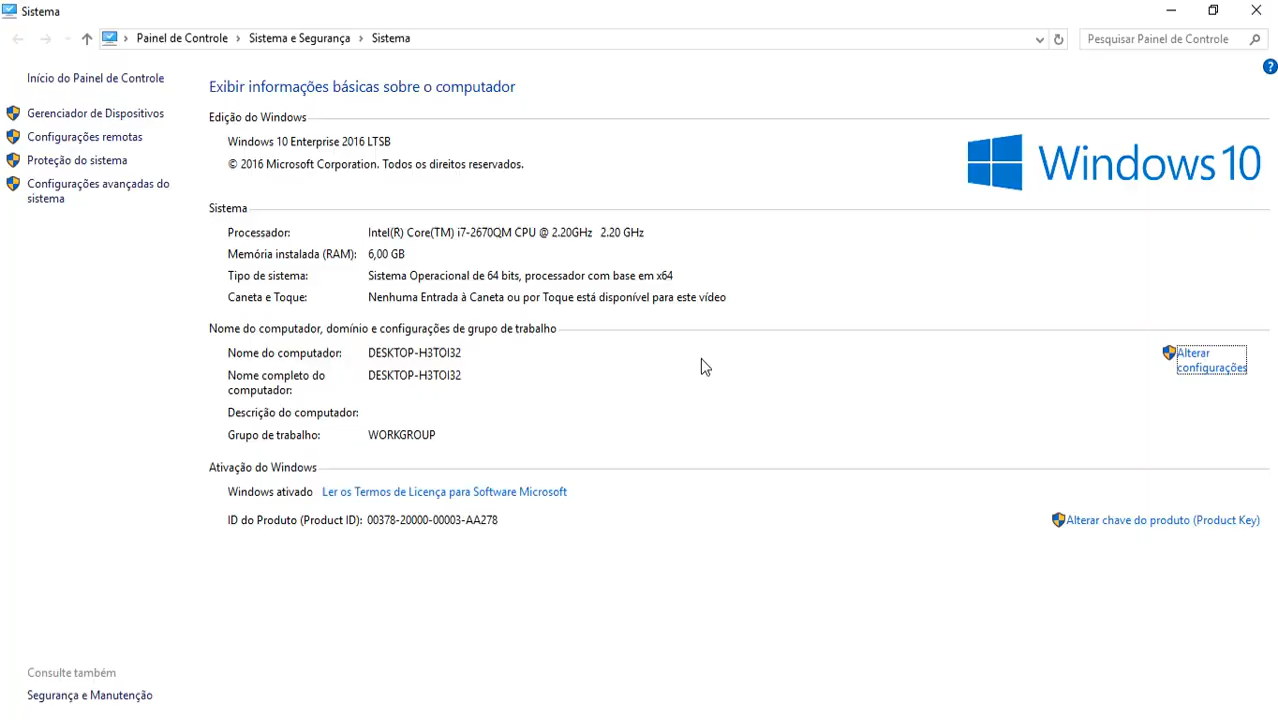 Sistema
Painel de Controle > Sistema e Segurança > Sistema
Pesquisar Painel de Controle
Início do Painel de Controle
Gerenciador de Dispositivos
Configurações remotas
Proteção do sistema
Configurações avançadas do
sistema
Exibir informações básicas sobre o computador
Edição do Windows
Windows 10 Enterprise 2016 LTSB
© 2016 Microsoft Corporation. Todos os direitos reservados.
Windows 10
Sistema
Processador: Intel(R) Core(TM) i7-2670QM CPU @ 2.20GHz 2.20 GHz
Memória instalada (RAM): 6,00 GB
Tipo de sistema: Sistema Operacional de 64 bits, processador com base em x64
Caneta e Toque: Nenhuma Entrada à Caneta ou por Toque está disponível para este vídeo
Nome do computador, domínio e configurações de grupo de trabalho
Nome do computador: DESKTOP-H3TOI32
Alterar
configurações
Nome completo do
computador:
DESKTOP-H3TOI32
Descrição do computador:
Grupo de trabalho: WORKGROUP
Ativação do Windows
Windows ativado Ler os Termos de Licença para Software Microsoft
ID do Produto (Product ID): 00378-20000-00003-AA278
Alterar chave do produto (Product Key)
Consulte também
Segurança e Manutenção